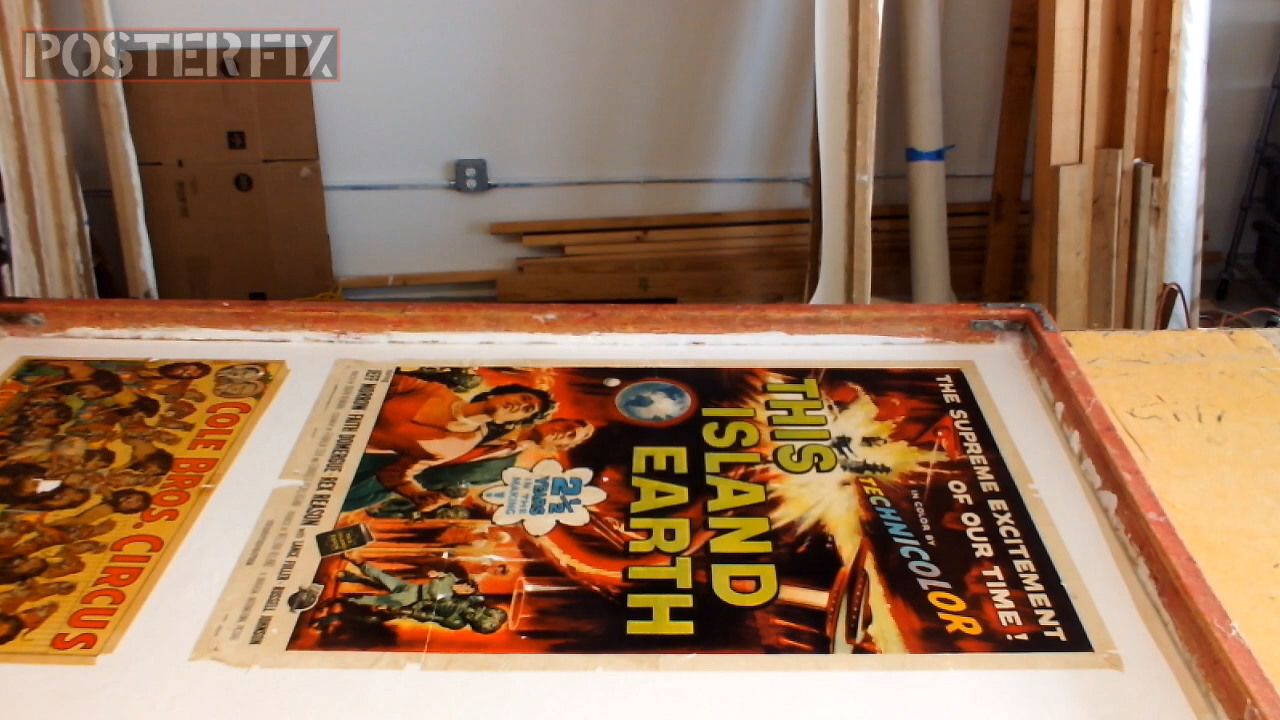 POSTERFIX
COLE BROS. CIRCUS
THE SUPREME EXCITEMENT
OF OUR TIME!
IN COLOR BY
TECHNICOLOR
THIS
ISLAND
EARTH
2½
YEARS
IN THE
MAKING
JEFF MORROW · FAITH DOMERGUE · REX REASON WITH LANCE FULLER RUSSELL JOHNSON